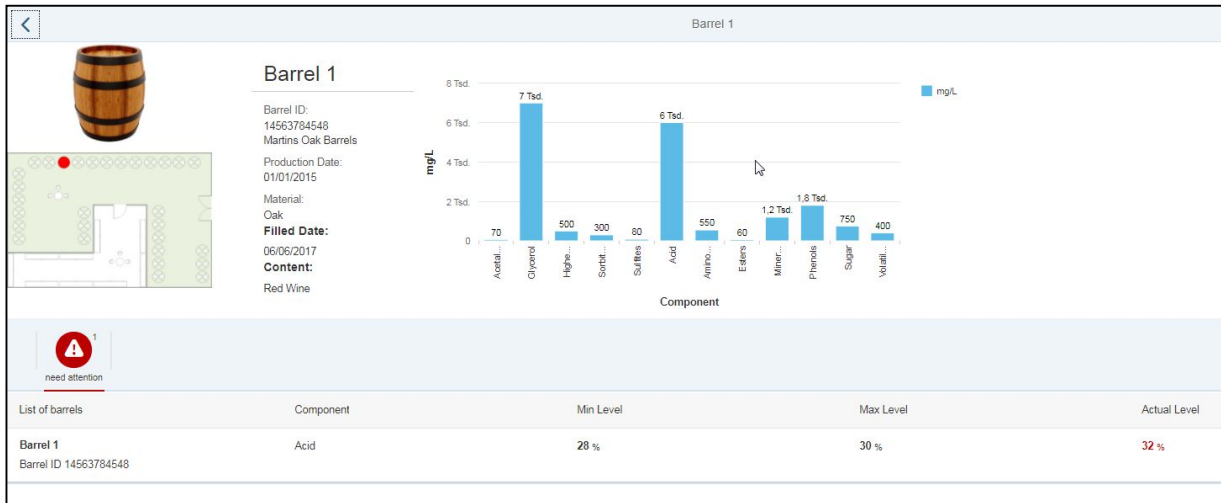 Barrel 1
Barrel 1
Barrel ID:
14563784548
Martins Oak Barrels
Production Date:
01/01/2015
Material:
Oak
Filled Date:
06/06/2017
Content:
Red Wine
mg/L
8 Tsd.
6 Tsd.
4 Tsd.
2 Tsd.
0
70
7 Tsd.
500
300
80
6 Tsd.
550
60
1,2 Tsd.
1,8 Tsd.
750
400
Acetal...
Glycerol
Highe...
Sorbit...
Sulfites
Acid
Amino...
Esters
Miner...
Phenols
Sugar
Volatil...
Component
mg/L
1
need attention
List of barrels Component Min Level Max Level Actual Level
Barrel 1 Acid 28 % 30 % 32 %
Barrel ID 14563784548